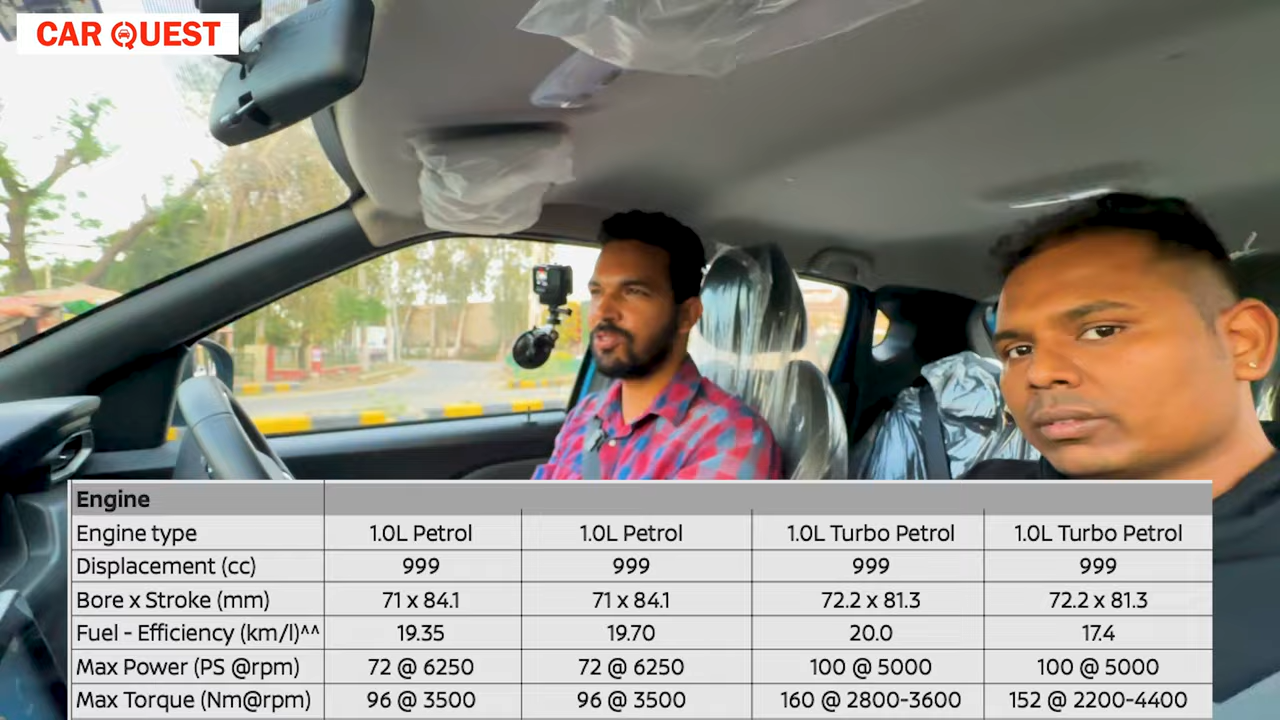 CAR QUEST
Engine
Engine type 1.0L Petrol 1.0L Petrol 1.0L Turbo Petrol 1.0L Turbo Petrol
Displacement (cc) 999 999 999 999
Bore x Stroke (mm) 71 x 84.1 71 x 84.1 72.2 x 81.3 72.2 x 81.3
Fuel - Efficiency (km/l)^^ 19.35 19.70 20.0 17.4
Max Power (PS @rpm) 72 @ 6250 72 @ 6250 100 @ 5000 100 @ 5000
Max Torque (Nm@rpm) 96 @ 3500 96 @ 3500 160 @ 2800-3600 152 @ 2200-4400